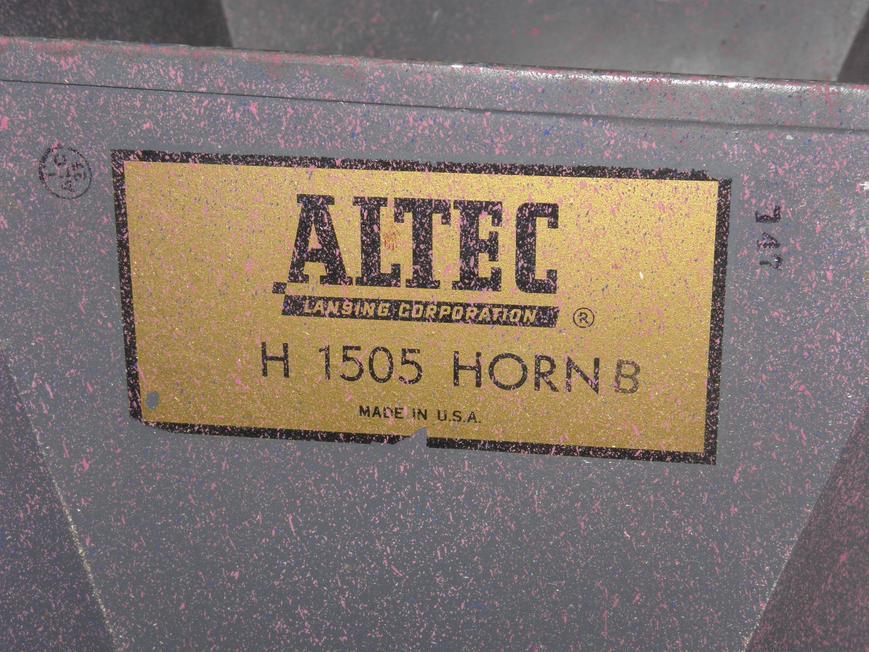 ALTEC
LANSING CORPORATION ®
H 1505 HORN B
MADE IN U.S.A.